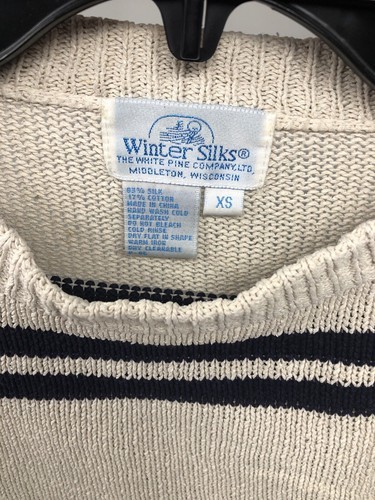 Winter Silks®
THE WHITE PINE COMPANY, LTD.
MIDDLETON, WISCONSIN
XS
83% SILK
17% COTTON
MADE IN CHINA
HAND WASH COLD
SEPARATELY
DO NOT BLEACH
COLD RINSE
DRY FLAT IN SHAPE
WARM IRON
DRY CLEANABLE